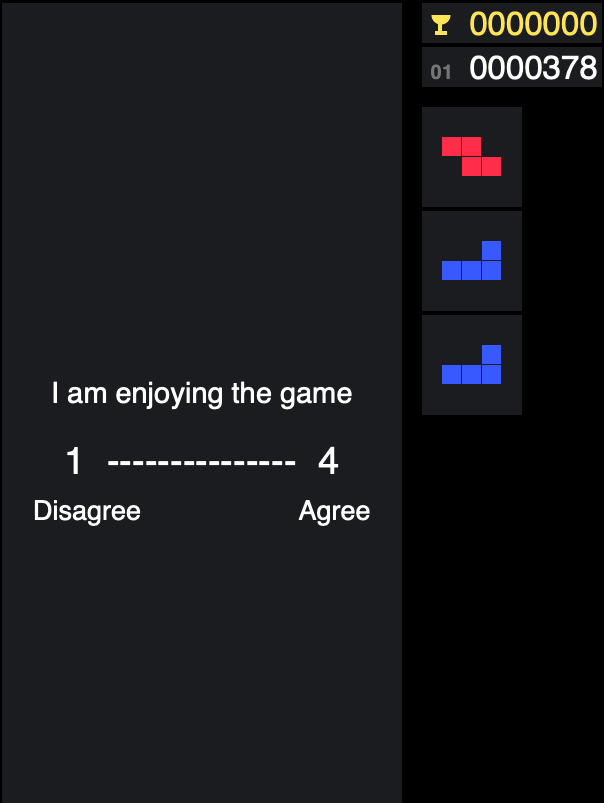 0000000
01 0000378
I am enjoying the game
1 --------------- 4
Disagree Agree